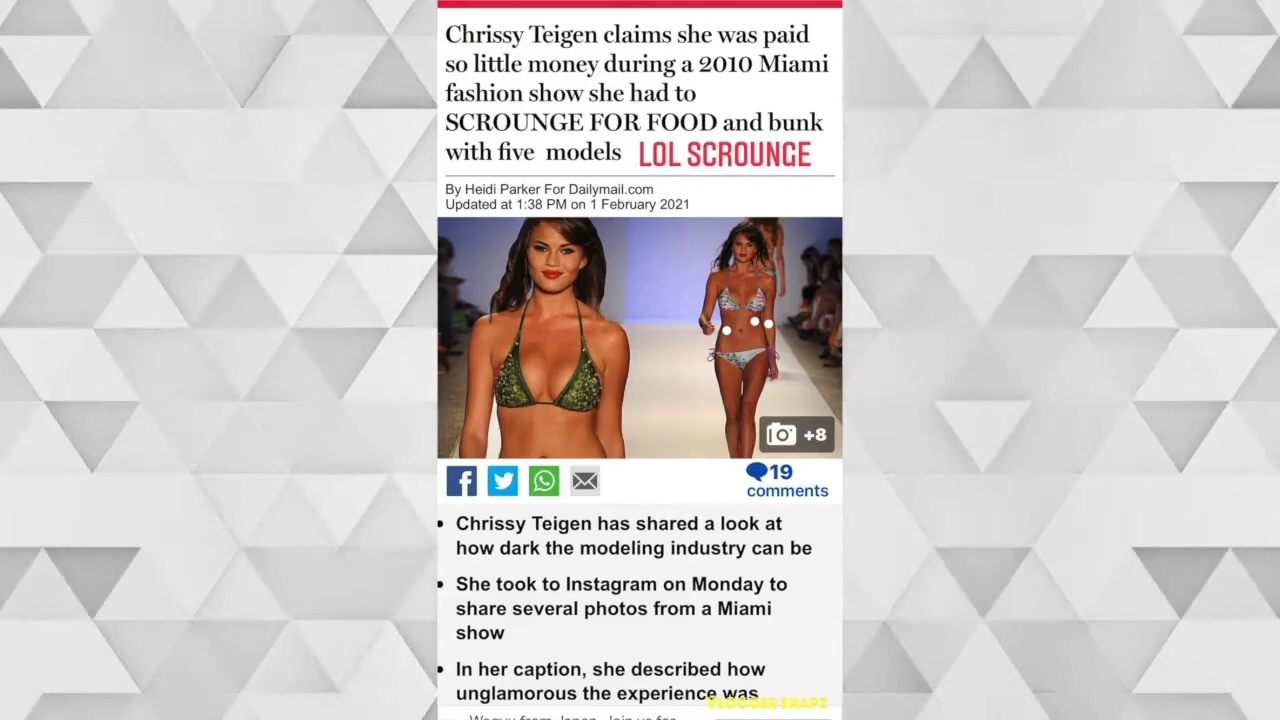 Chrissy Teigen claims she was paid
so little money during a 2010 Miami
fashion show she had to
SCROUNGE FOR FOOD and bunk
with five models LOL SCROUNGE
By Heidi Parker For Dailymail.com
Updated at 1:38 PM on 1 February 2021
+8
19
comments
• Chrissy Teigen has shared a look at
how dark the modeling industry can be
• She took to Instagram on Monday to
share several photos from a Miami
show
• In her caption, she described how
unglamorous the experience was
VLOGGER SNAPZ